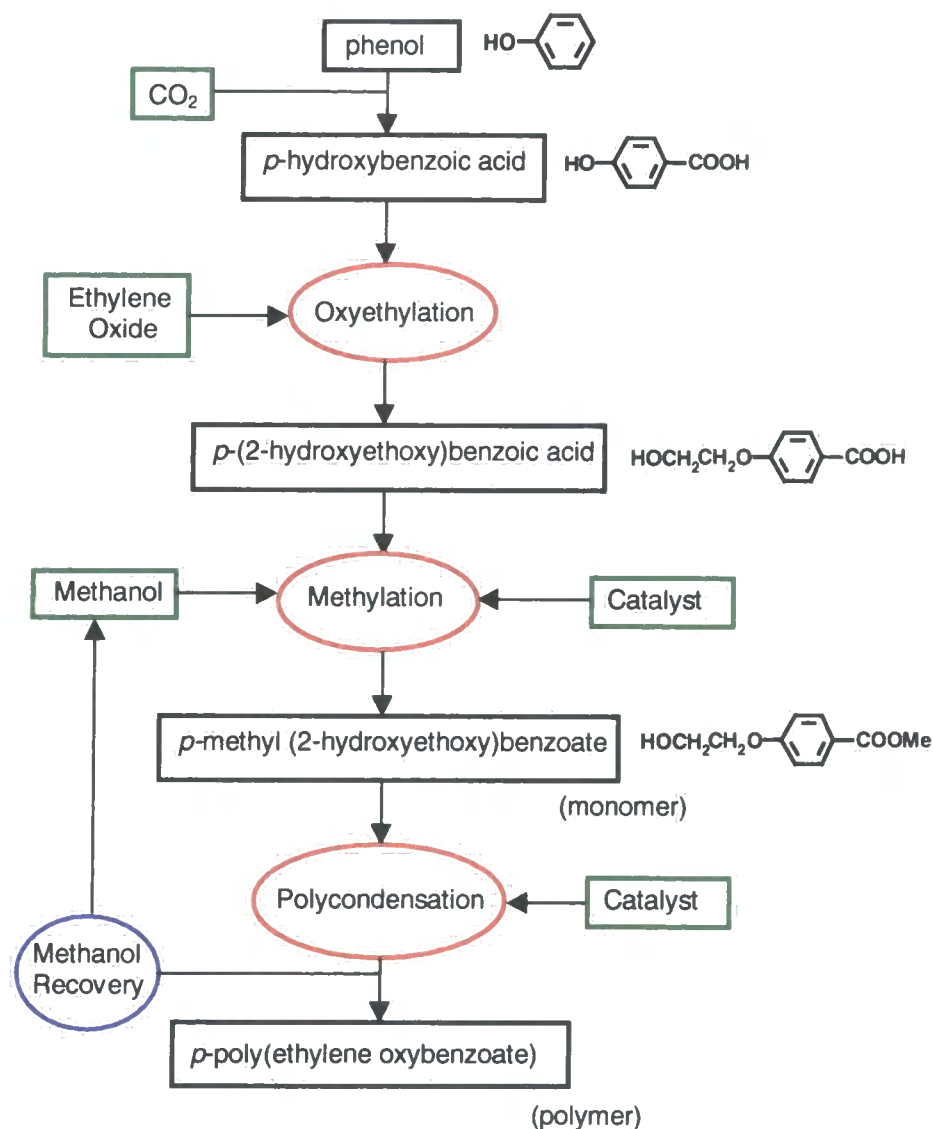 phenol
HO
CO₂
p-hydroxybenzoic acid
HO
COOH
Ethylene
Oxide
Oxyethylation
p-(2-hydroxyethoxy)benzoic acid
HOCH₂CH₂O
COOH
Methanol
Methylation
Catalyst
p-methyl (2-hydroxyethoxy)benzoate
HOCH₂CH₂O
COOMe
(monomer)
Polycondensation
Catalyst
Methanol
Recovery
p-poly(ethylene oxybenzoate)
(polymer)